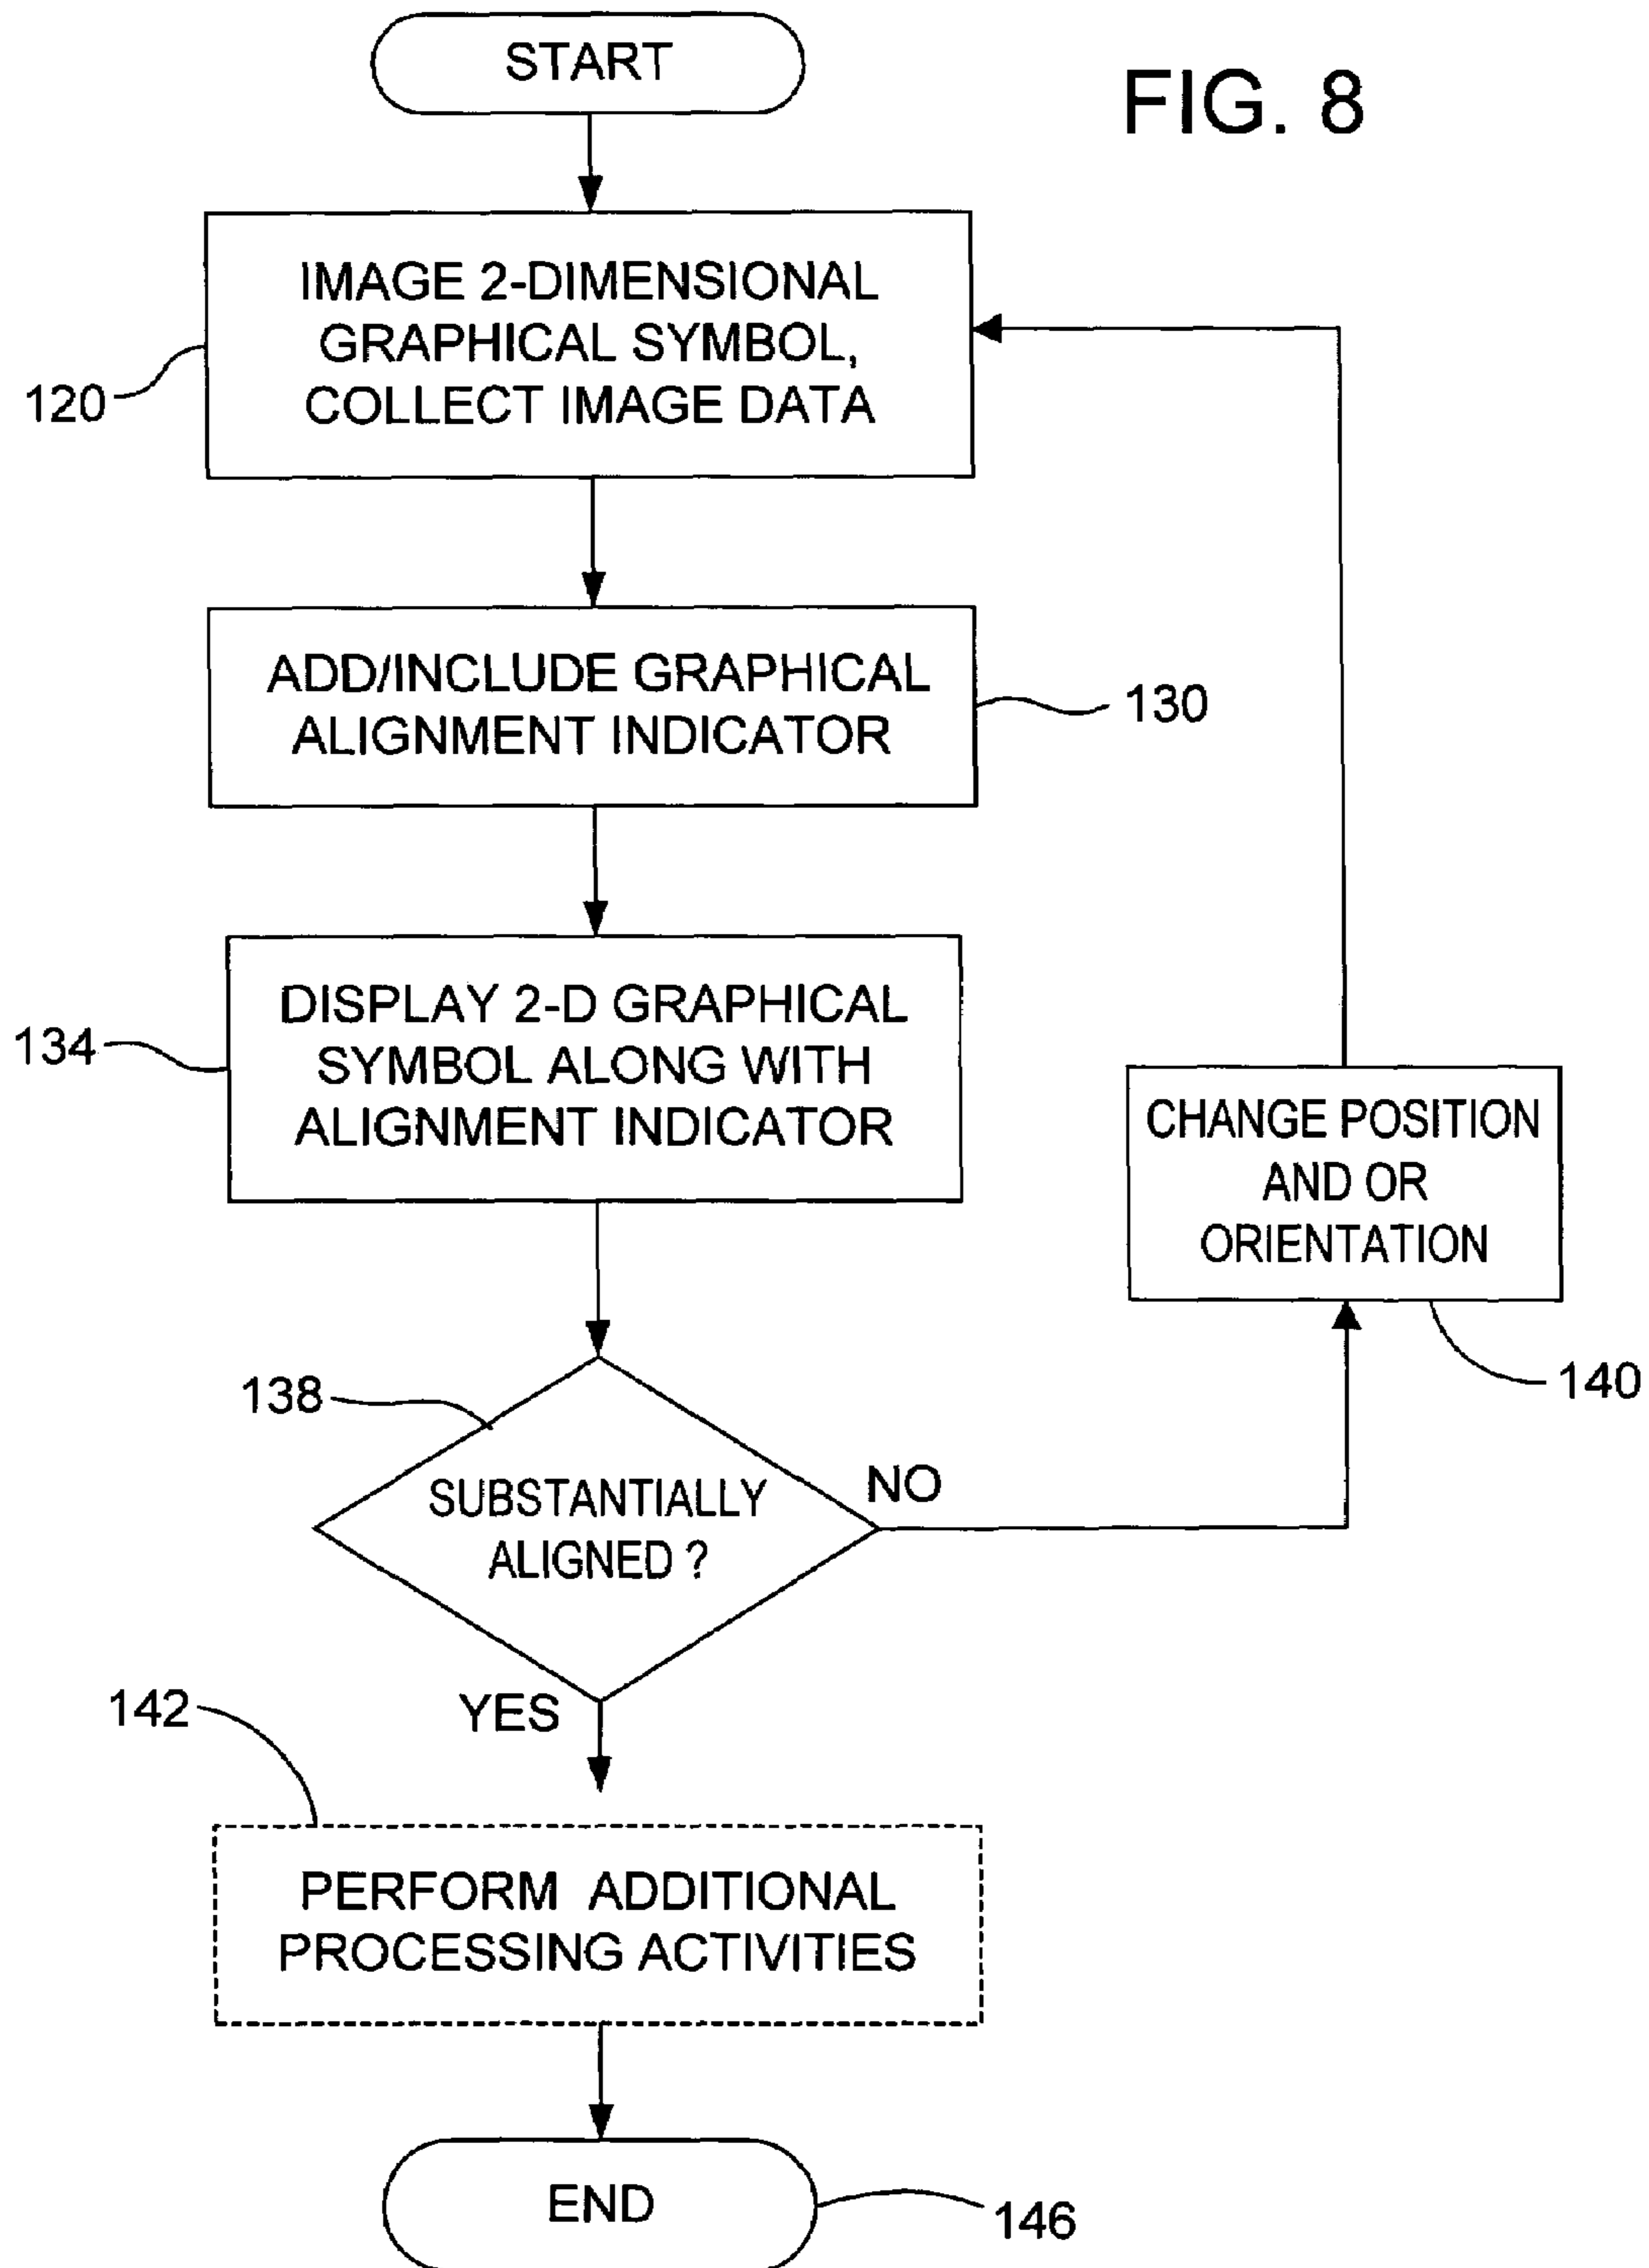 START
FIG. 8
IMAGE 2-DIMENSIONAL
GRAPHICAL SYMBOL,
COLLECT IMAGE DATA
120
ADD/INCLUDE GRAPHICAL
ALIGNMENT INDICATOR
130
DISPLAY 2-D GRAPHICAL
SYMBOL ALONG WITH
ALIGNMENT INDICATOR
134
CHANGE POSITION
AND OR
ORIENTATION
140
138
SUBSTANTIALLY
ALIGNED ?
NO
YES
142
PERFORM ADDITIONAL
PROCESSING ACTIVITIES
END
146